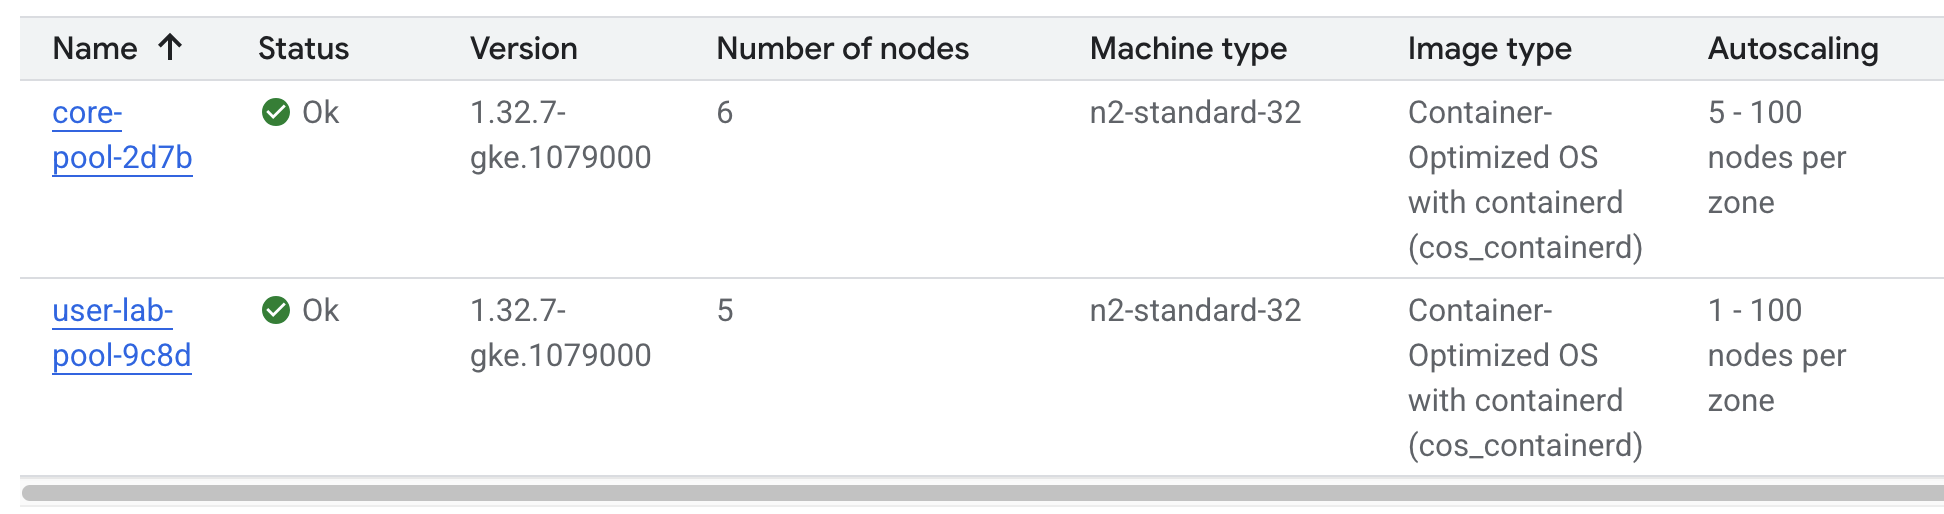 Name ↑ Status Version Number of nodes Machine type Image type Autoscaling
core- Ok 1.32.7- 6 n2-standard-32 Container- 5 - 100
pool-2d7b gke.1079000 Optimized OS nodes per
with containerd zone
(cos_containerd)
user-lab- Ok 1.32.7- 5 n2-standard-32 Container- 1 - 100
pool-9c8d gke.1079000 Optimized OS nodes per
with containerd zone
(cos_containerd)